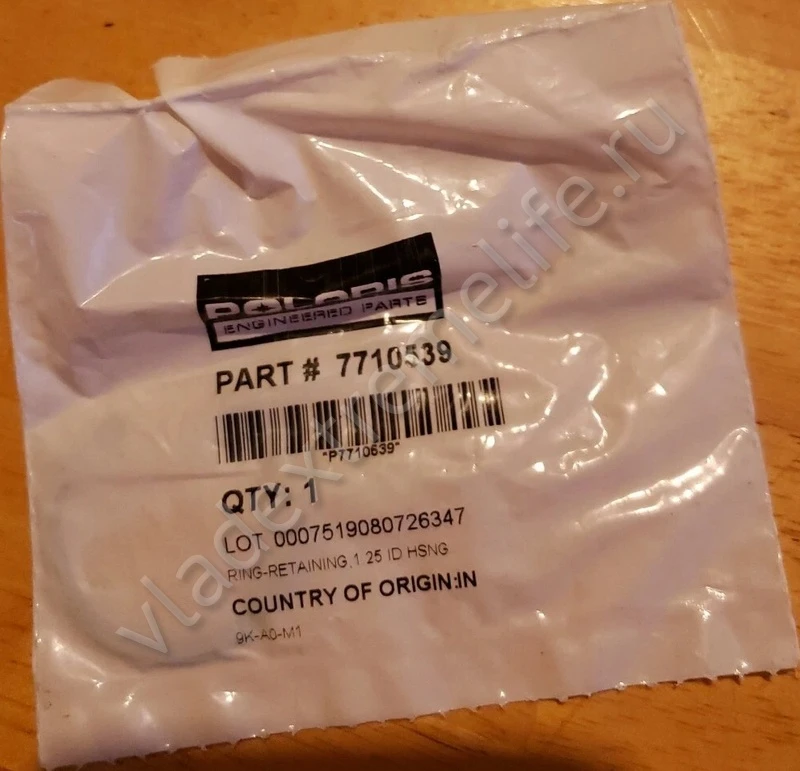 POLARIS
ENGINEERED PARTS
PART # 7710539
"P7710539"
QTY: 1
LOT 0007519080726347
RING-RETAINING,1.25 ID HSNG
COUNTRY OF ORIGIN:IN
9K-A0-M1
vladextremelife.ru